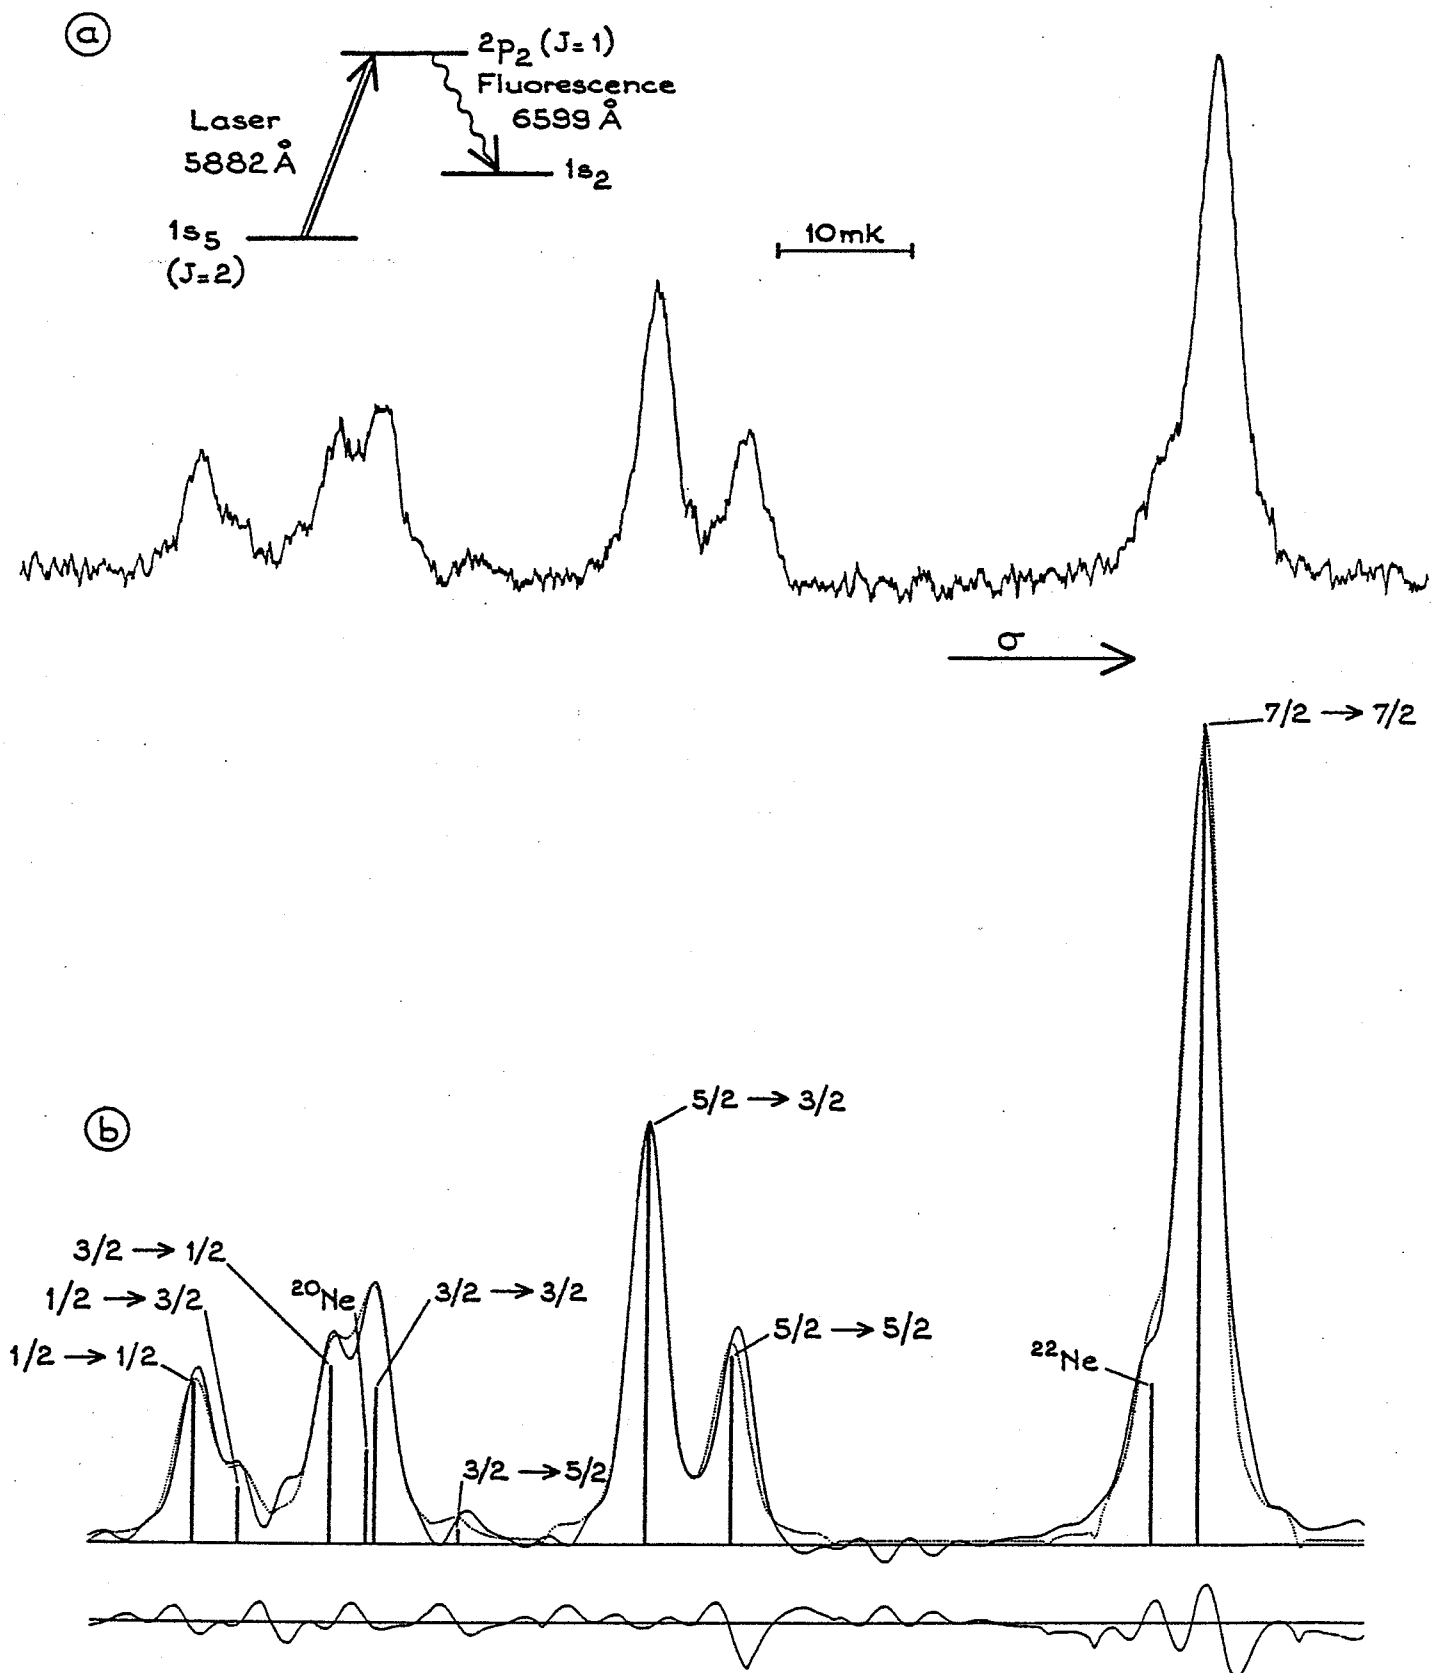 a
2p₂ (J=1)
Fluorescence
6599 Å
Laser
5882 Å
1s₂
1s₅
(J=2)
10mK
σ
7/2 → 7/2
b
5/2 → 3/2
3/2 → 1/2
²⁰Ne
1/2 → 3/2
3/2 → 3/2
1/2 → 1/2
5/2 → 5/2
²²Ne
3/2 → 5/2